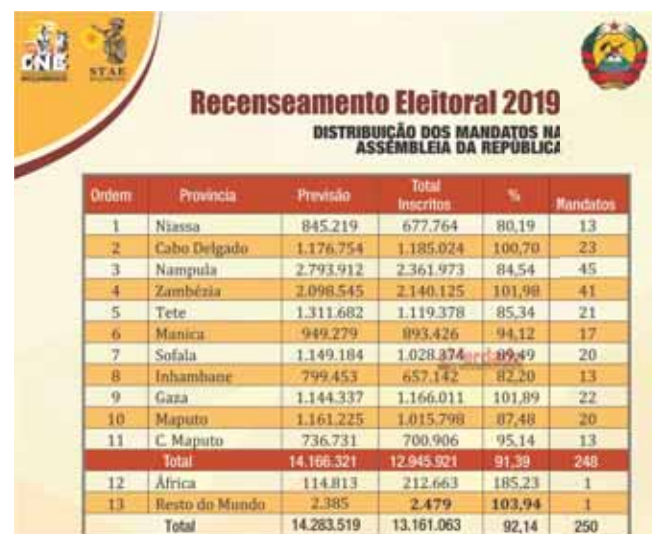 CNE
STAE
Recenseamento Eleitoral 2019
DISTRIBUIÇÃO DOS MANDATOS NA
ASSEMBLEIA DA REPÚBLICA
Ordem Província Previsão Total Inscritos % Mandatos
1 Niassa 845.219 677.764 80,19 13
2 Cabo Delgado 1.176.754 1.185.024 100,70 23
3 Nampula 2.793.912 2.361.973 84,54 45
4 Zambézia 2.098.545 2.140.125 101,98 41
5 Tete 1.311.682 1.119.378 85,34 21
6 Manica 949.279 893.426 94,12 17
7 Sofala 1.149.184 1.028.374 89,49 20
8 Inhambane 799.453 657.142 82,20 13
9 Gaza 1.144.337 1.166.011 101,89 22
10 Maputo 1.161.225 1.015.798 87,48 20
11 C. Maputo 736.731 700.906 95,14 13
Total 14.166.321 12.945.921 91,39 248
12 África 114.813 212.663 185,23 1
13 Resto do Mundo 2.385 2.479 103,94 1
Total 14.283.519 13.161.063 92,14 250